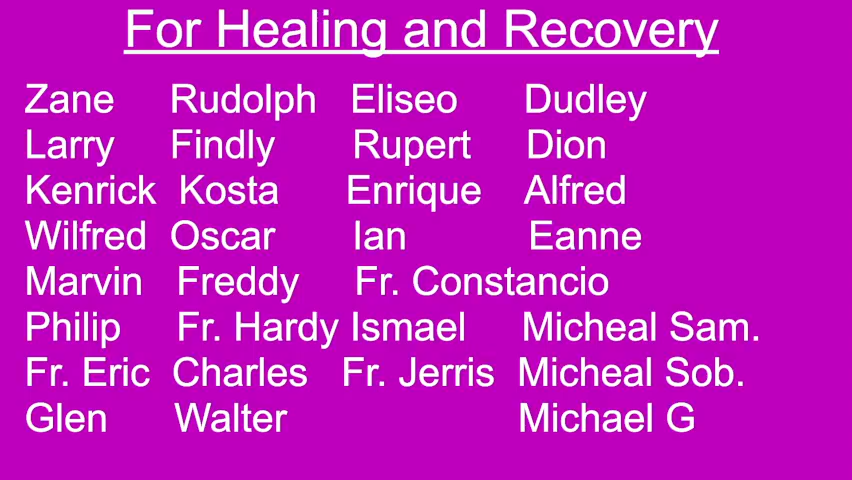 For Healing and Recovery
Zane Rudolph Eliseo Dudley
Larry Findly Rupert Dion
Kenrick Kosta Enrique Alfred
Wilfred Oscar Ian Eanne
Marvin Freddy Fr. Constancio
Philip Fr. Hardy Ismael Micheal Sam.
Fr. Eric Charles Fr. Jerris Micheal Sob.
Glen Walter Michael G